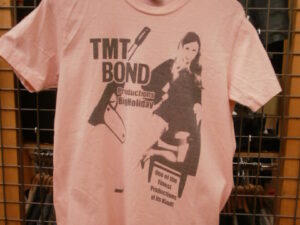 TMT
BOND
Productions
BigHoliday
One of the
Finest
Productions
of its Kind!